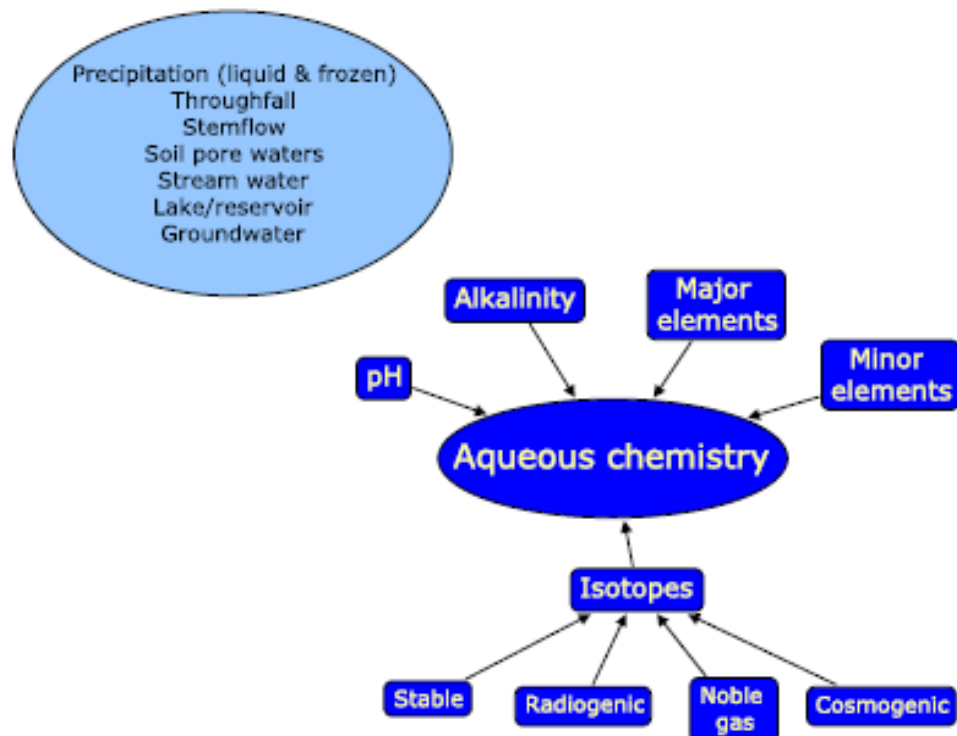 Precipitation (liquid & frozen)
Throughfall
Stemflow
Soil pore waters
Stream water
Lake/reservoir
Groundwater
Alkalinity
Major
elements
pH
Minor
elements
Aqueous chemistry
Isotopes
Stable
Radiogenic
Noble
gas
Cosmogenic